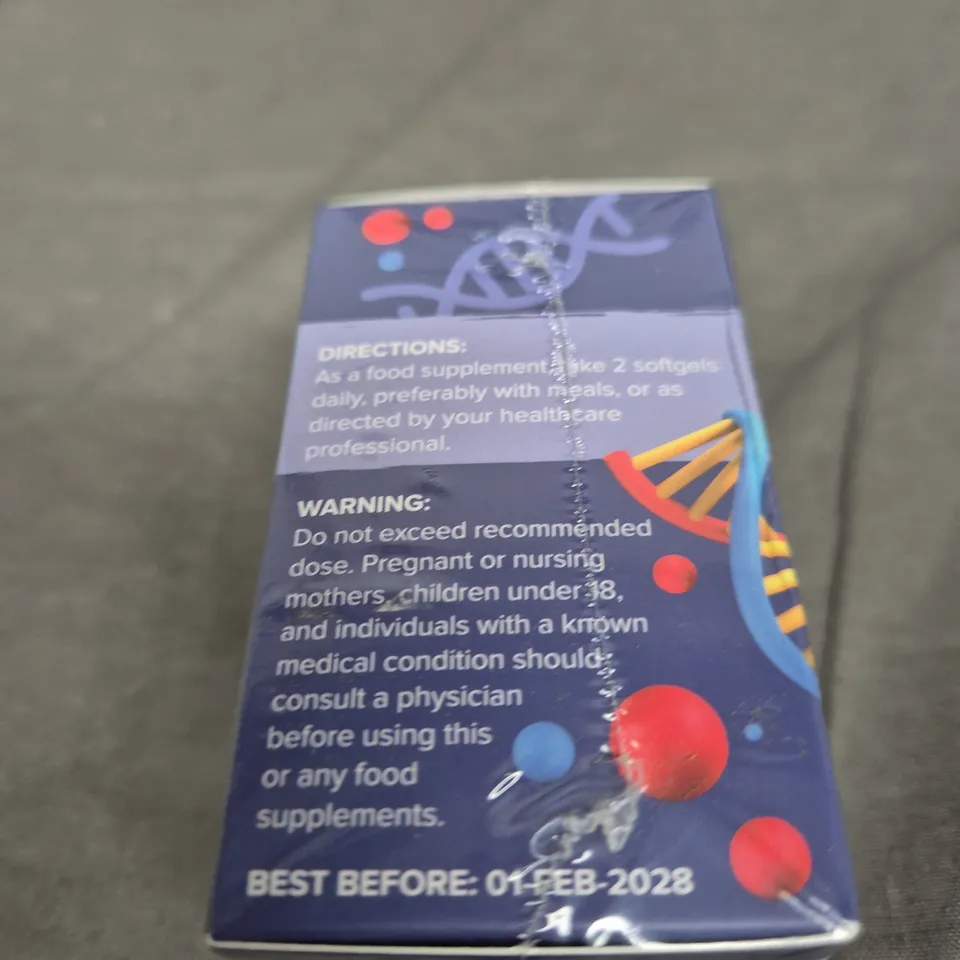 DIRECTIONS:
As a food supplement, take 2 softgels
daily, preferably with meals, or as
directed by your healthcare
professional.
WARNING:
Do not exceed recommended
dose. Pregnant or nursing
mothers, children under 18,
and individuals with a known
medical condition should
consult a physician
before using this
or any food
supplements.
BEST BEFORE: 01-FEB-2028